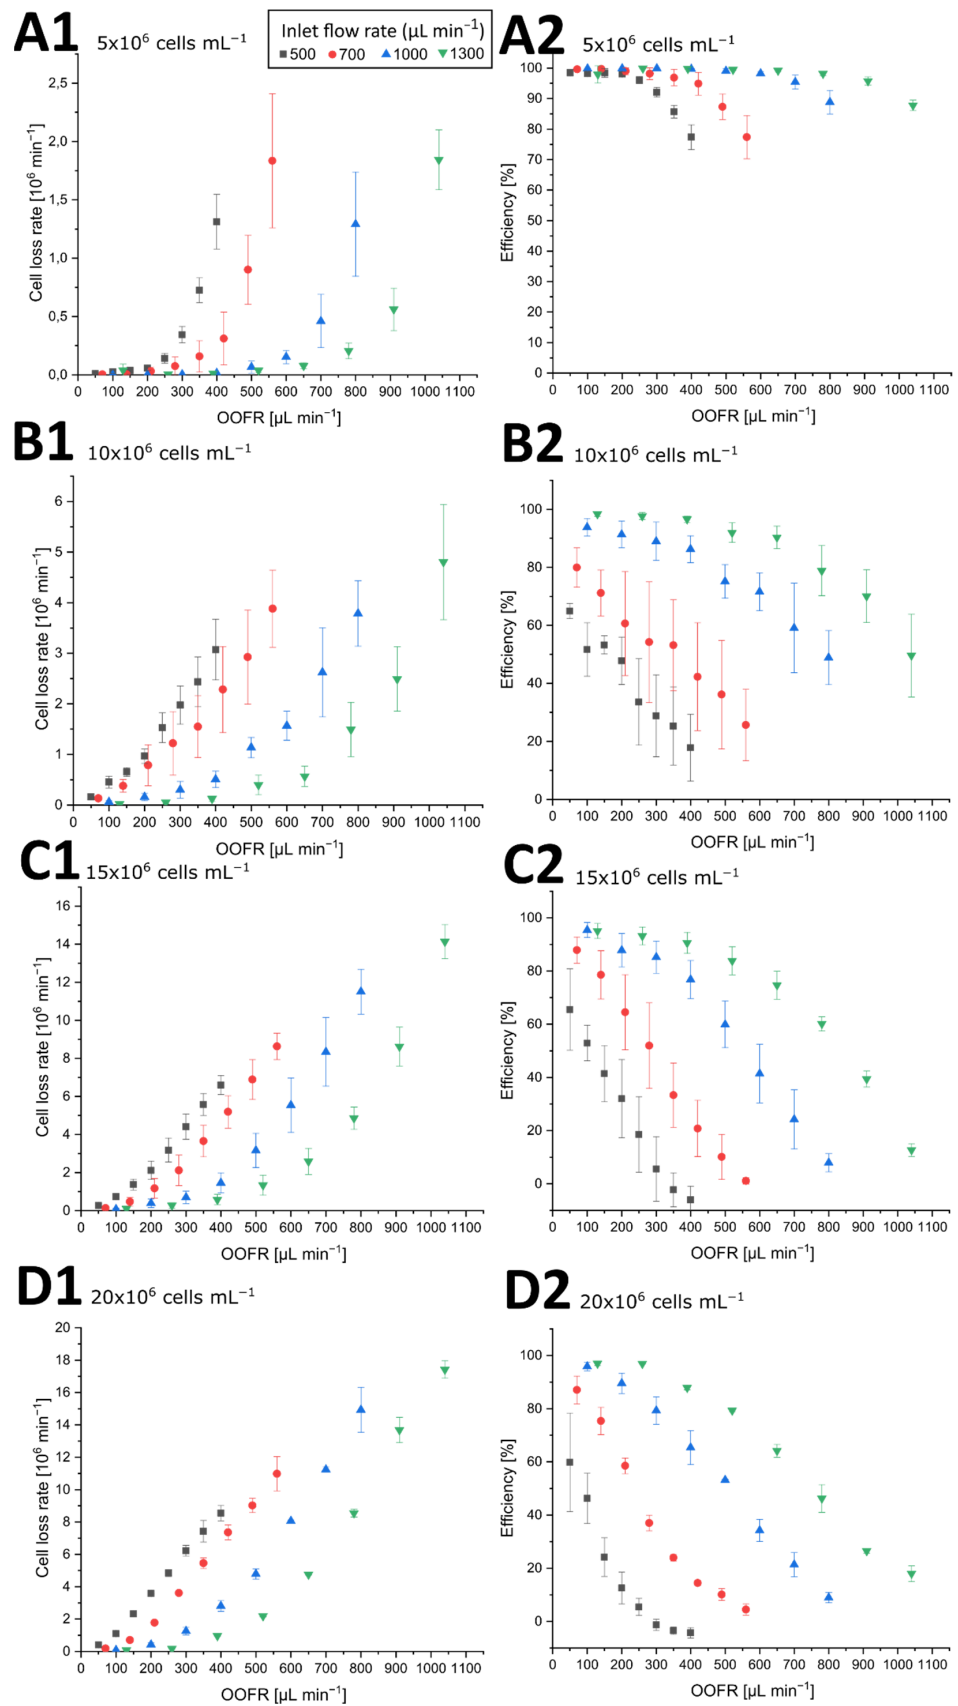 A1
5x10⁶ cells mL⁻¹
Inlet flow rate (µL min⁻¹)
500 700 1000 1300
Cell loss rate [10⁶ min⁻¹]
2,5
2,0
1,5
1,0
0,5
0,0
0 100 200 300 400 500 600 700 800 900 1000 1100
OOFR [µL min⁻¹]
A2
5x10⁶ cells mL⁻¹
Efficiency [%]
100
90
80
70
60
50
40
30
20
10
0
0 100 200 300 400 500 600 700 800 900 1000 1100
OOFR [µL min⁻¹]
B1
10x10⁶ cells mL⁻¹
Cell loss rate [10⁶ min⁻¹]
6
5
4
3
2
1
0
0 100 200 300 400 500 600 700 800 900 1000 1100
OOFR [µL min⁻¹]
B2
10x10⁶ cells mL⁻¹
Efficiency [%]
100
80
60
40
20
0
0 100 200 300 400 500 600 700 800 900 1000 1100
OOFR [µL min⁻¹]
C1
15x10⁶ cells mL⁻¹
Cell loss rate [10⁶ min⁻¹]
16
14
12
10
8
6
4
2
0
0 100 200 300 400 500 600 700 800 900 1000 1100
OOFR [µL min⁻¹]
C2
15x10⁶ cells mL⁻¹
Efficiency [%]
100
80
60
40
20
0
0 100 200 300 400 500 600 700 800 900 1000 1100
OOFR [µL min⁻¹]
D1
20x10⁶ cells mL⁻¹
Cell loss rate [10⁶ min⁻¹]
20
18
16
14
12
10
8
6
4
2
0
0 100 200 300 400 500 600 700 800 900 1000 1100
OOFR [µL min⁻¹]
D2
20x10⁶ cells mL⁻¹
Efficiency [%]
100
80
60
40
20
0
0 100 200 300 400 500 600 700 800 900 1000 1100
OOFR [µL min⁻¹]